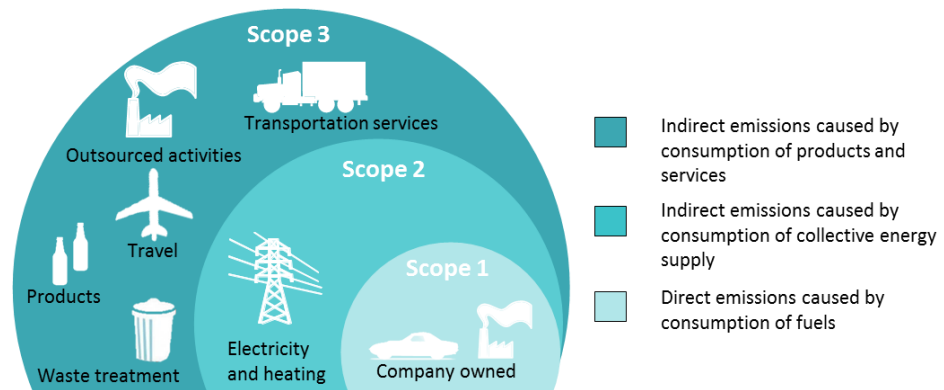 Scope 3
Transportation services
Outsourced activities
Scope 2
Travel
Scope 1
Products
Electricity
and heating
Company owned
Waste treatment
Indirect emissions caused by
consumption of products and
services
Indirect emissions caused by
consumption of collective energy
supply
Direct emissions caused by
consumption of fuels